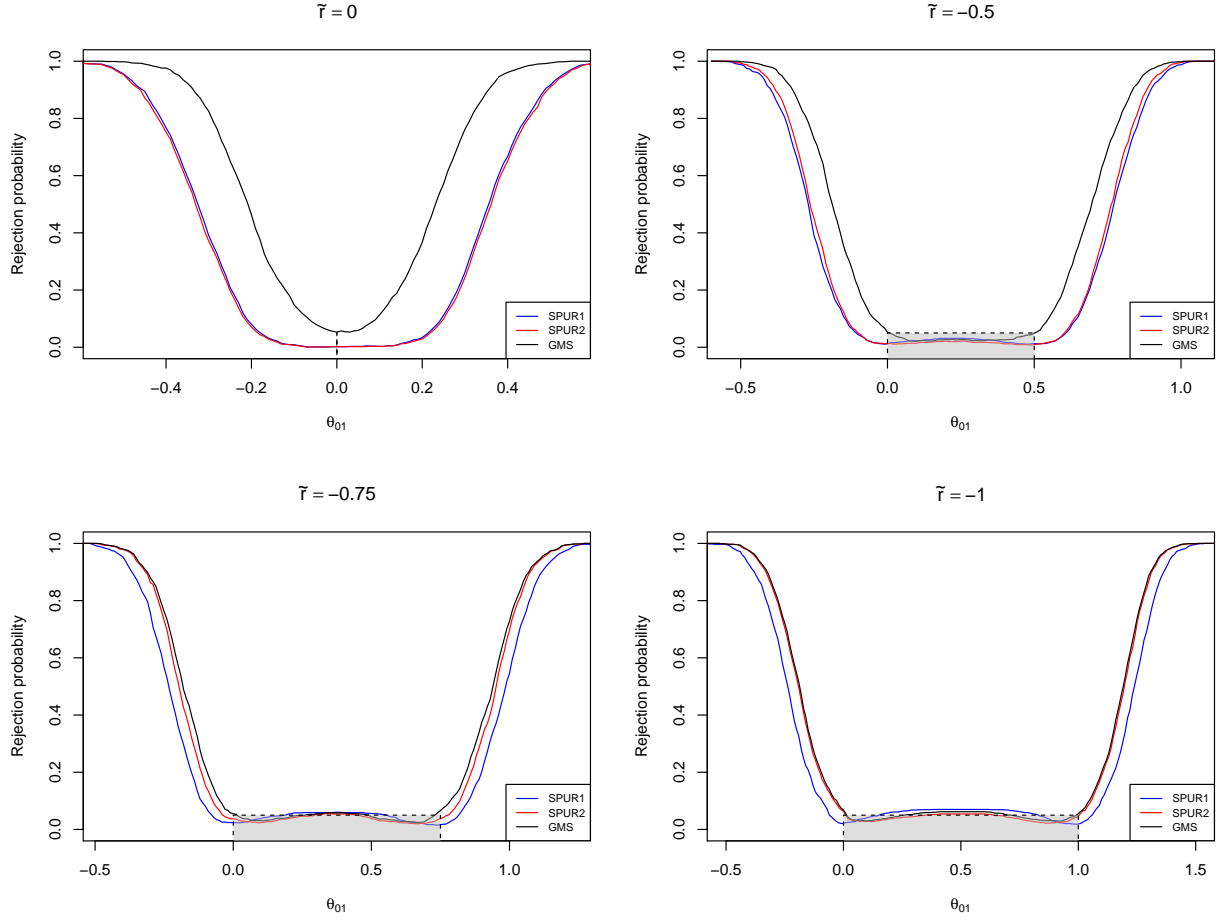 r̃ = 0
Rejection probability
0.0 0.2 0.4 0.6 0.8 1.0
−0.4 −0.2 0.0 0.2 0.4
θ01
SPUR1
SPUR2
GMS
r̃ = −0.5
Rejection probability
0.0 0.2 0.4 0.6 0.8 1.0
−0.5 0.0 0.5 1.0
θ01
SPUR1
SPUR2
GMS
r̃ = −0.75
Rejection probability
0.0 0.2 0.4 0.6 0.8 1.0
−0.5 0.0 0.5 1.0
θ01
SPUR1
SPUR2
GMS
r̃ = −1
Rejection probability
0.0 0.2 0.4 0.6 0.8 1.0
−0.5 0.0 0.5 1.0 1.5
θ01
SPUR1
SPUR2
GMS